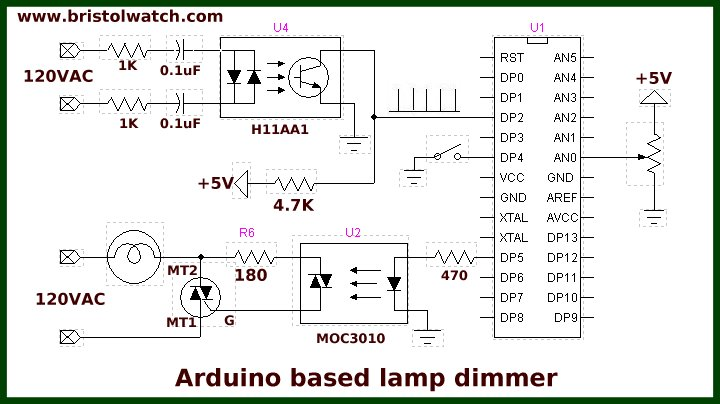 www.bristolwatch.com
U4
U1
120VAC
1K
0.1uF
1K
0.1uF
H11AA1
+5V
4.7K
RST AN5
DP0 AN4
DP1 AN3
DP2 AN2
DP3 AN1
DP4 AN0
VCC GND
GND AREF
XTAL AVCC
XTAL DP13
DP5 DP12
DP6 DP11
DP7 DP10
DP8 DP9
+5V
R6
U2
MT2
180
470
120VAC
MT1
G
MOC3010
Arduino based lamp dimmer